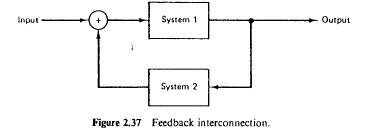 Input
+
System 1
Output
System 2
Figure 2.37 Feedback interconnection.